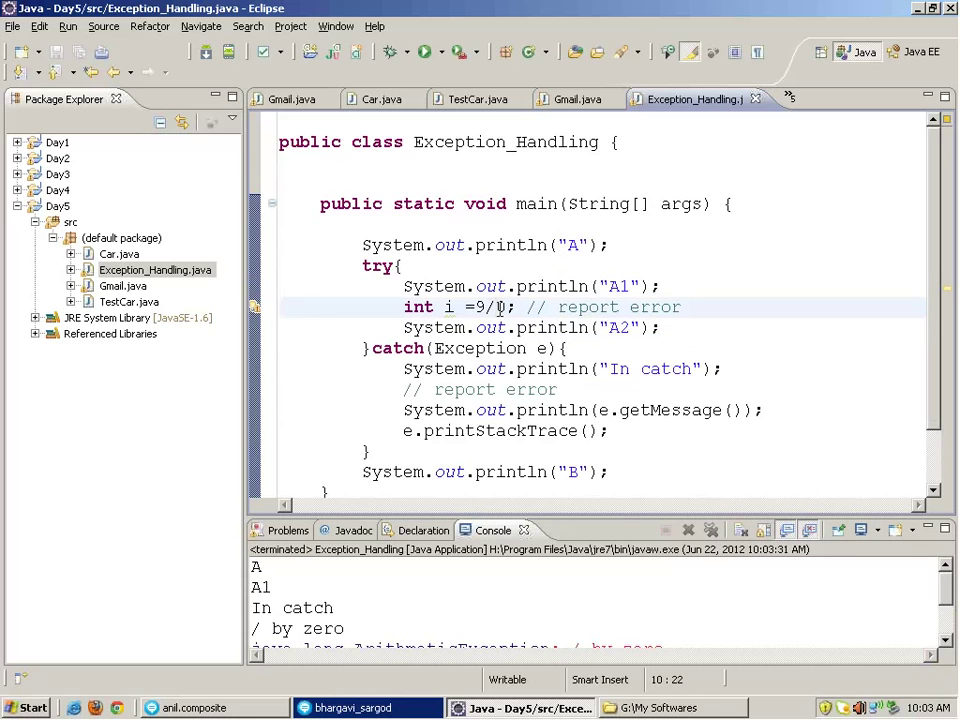 Java - Day5/src/Exception_Handling.java - Eclipse
File Edit Run Source Refactor Navigate Search Project Window Help
Java Java EE
Package Explorer
Gmail.java Car.java TestCar.java Gmail.java Exception_Handling.j »5
Day1
Day2
Day3
Day4
Day5
src
(default package)
Car.java
Exception_Handling.java
Gmail.java
TestCar.java
JRE System Library [JavaSE-1.6]
Referenced Libraries
public class Exception_Handling {
public static void main(String[] args) {
System.out.println("A");
try{
System.out.println("A1");
int i =9/0; // report error
System.out.println("A2");
}catch(Exception e){
System.out.println("In catch");
// report error
System.out.println(e.getMessage());
e.printStackTrace();
}
System.out.println("B");
}
Problems @ Javadoc Declaration Console
<terminated> Exception_Handling [Java Application] H:\Program Files\Java\jre7\bin\javaw.exe (Jun 22, 2012 10:03:31 AM)
A
A1
In catch
/ by zero
java.lang.ArithmeticException: / by zero
Writable Smart Insert 10 : 22
Start anil.composite bhargavi_sargod Java - Day5/src/Exce... G:\My Softwares 10:03 AM